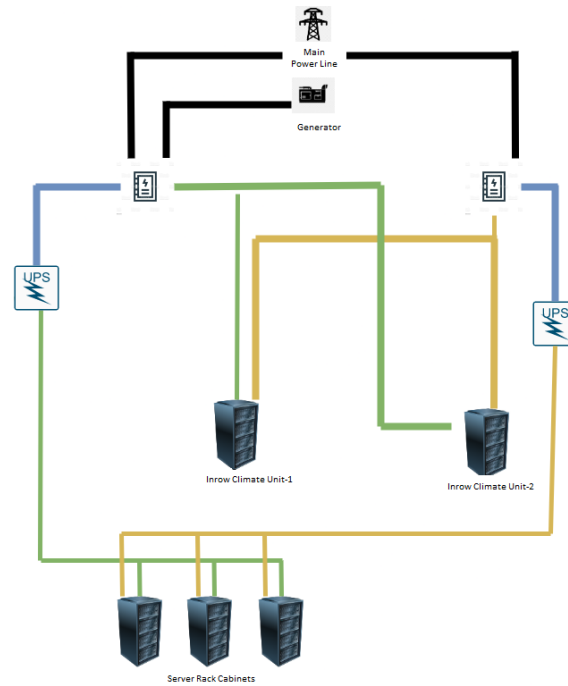 Main
Power Line
Generator
UPS
UPS
Inrow Climate Unit-1
Inrow Climate Unit-2
Server Rack Cabinets